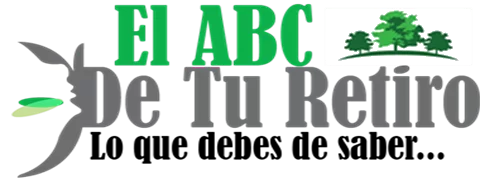 El ABC
De Tu Retiro
Lo que debes de saber...